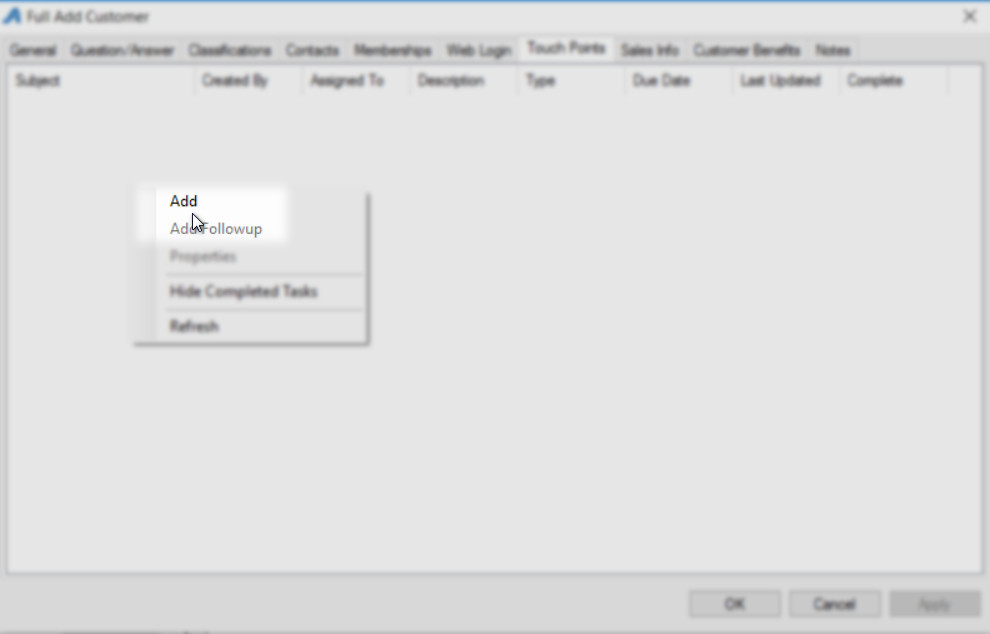 Full Add Customer
General Question/Answer Classifications Contacts Memberships Web Login Touch Points Sales Info Customer Benefits Notes
Subject Created By Assigned To Description Type Due Date Last Updated Complete
Add
Add Followup
Properties
Hide Completed Tasks
Refresh
OK Cancel Apply